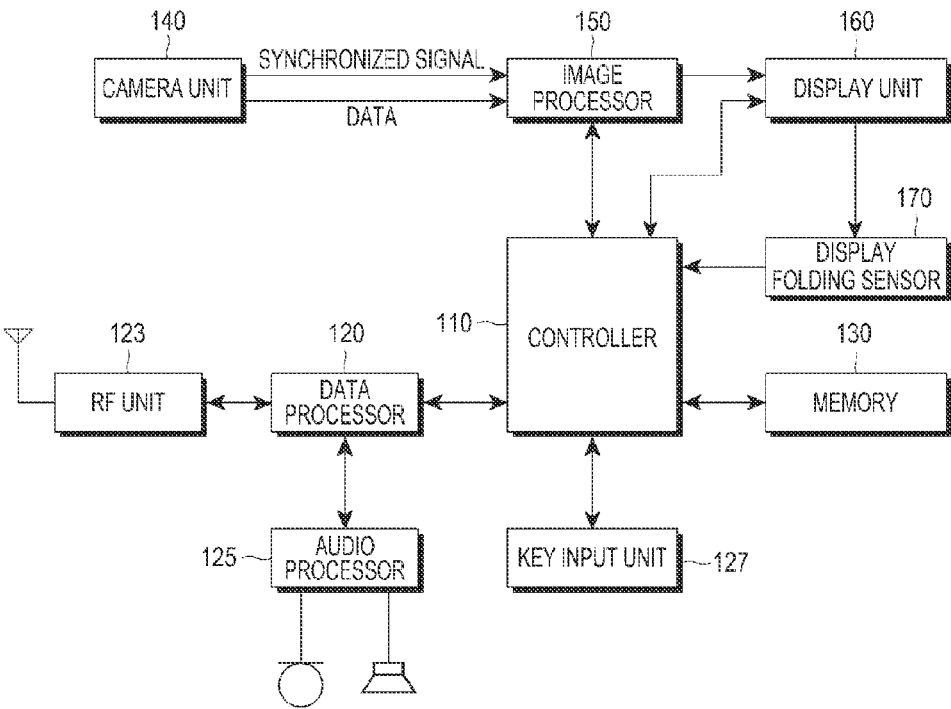 140
150
160
SYNCHRONIZED SIGNAL
CAMERA UNIT
IMAGE
PROCESSOR
DISPLAY UNIT
DATA
170
DISPLAY
FOLDING SENSOR
110
CONTROLLER
123
120
130
RF UNIT
DATA
PROCESSOR
MEMORY
125
AUDIO
PROCESSOR
KEY INPUT UNIT
127